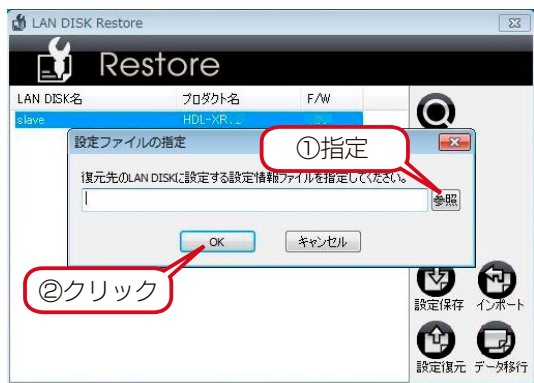 LAN DISK Restore
Restore
LAN DISK名 プロダクト名 F/W
slave HDL-XR...
設定ファイルの指定
①指定
復元先のLAN DISKに設定する設定情報ファイルを指定してください。
参照
OK キャンセル
②クリック
設定保存 インポート
設定復元 データ移行